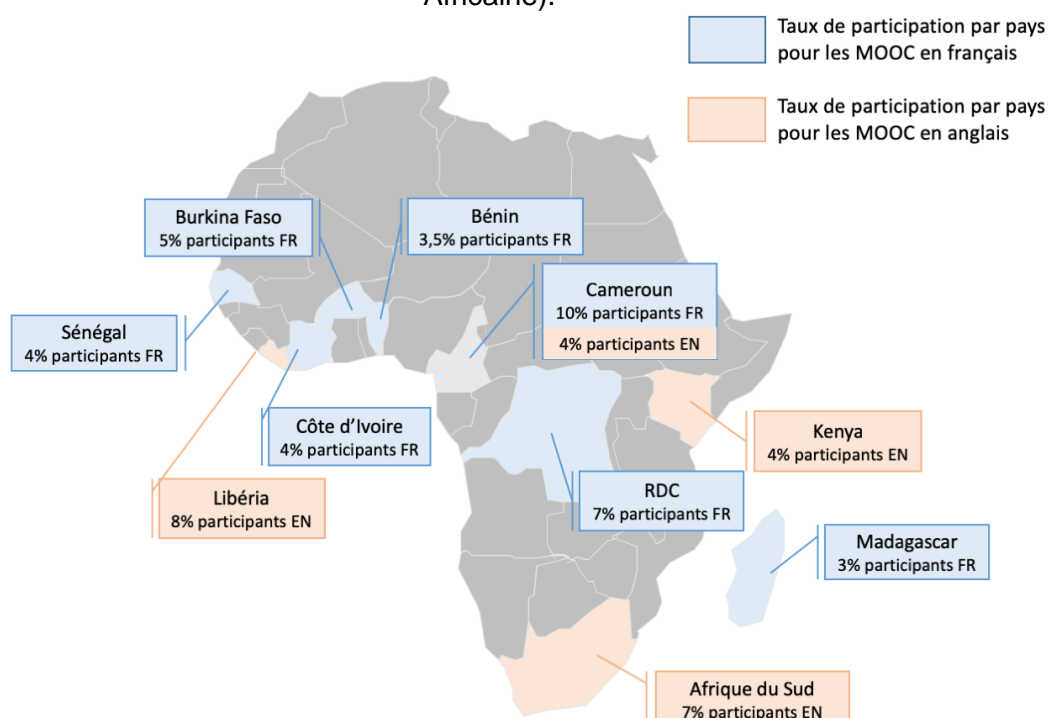 Africaine).
Taux de participation par pays
pour les MOOC en français
Taux de participation par pays
pour les MOOC en anglais
Burkina Faso
5% participants FR
Bénin
3,5% participants FR
Cameroun
10% participants FR
4% participants EN
Sénégal
4% participants FR
Côte d’Ivoire
4% participants FR
Kenya
4% participants EN
Libéria
8% participants EN
RDC
7% participants FR
Madagascar
3% participants FR
Afrique du Sud
7% participants EN